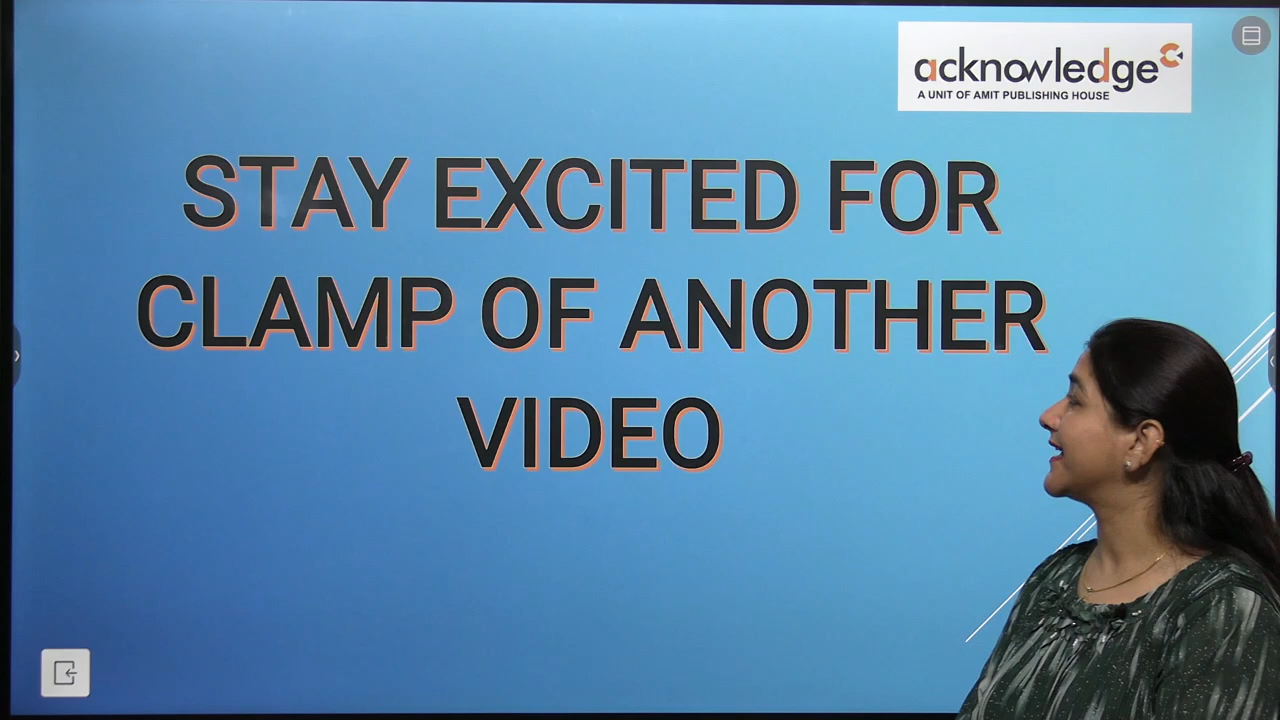 acknowledge
A UNIT OF AMIT PUBLISHING HOUSE
STAY EXCITED FOR
CLAMP OF ANOTHER
VIDEO